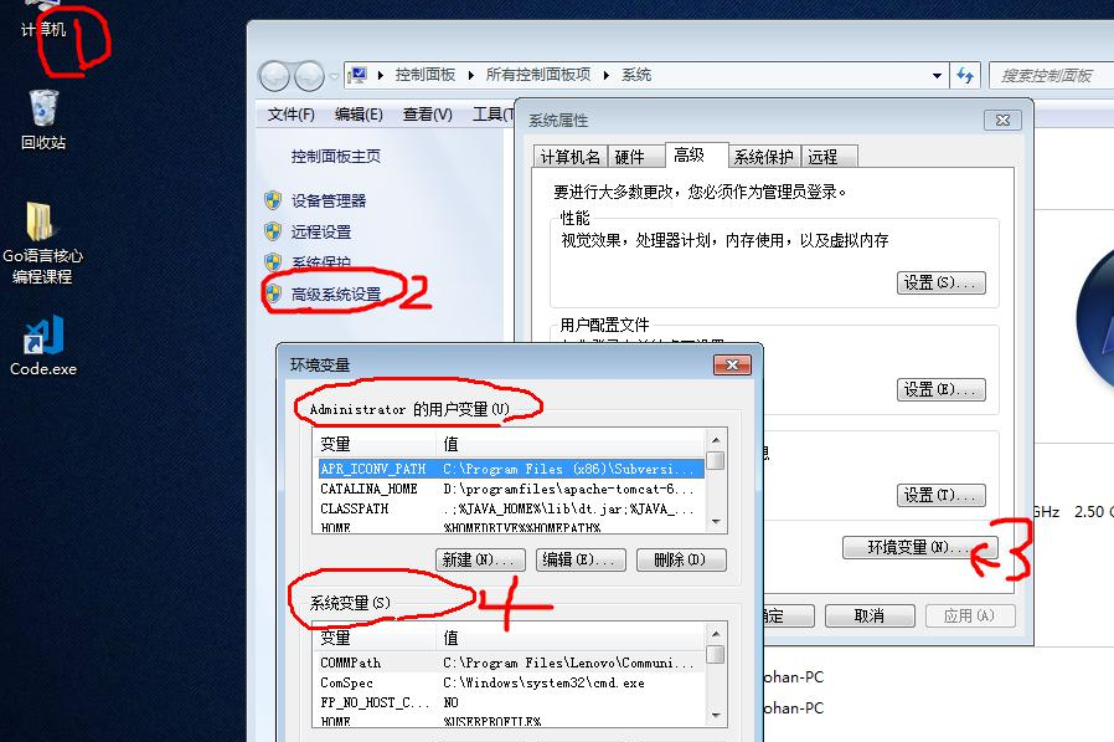 计算机
1
回收站
Go语言核心
编程课程
Code.exe
控制面板 所有控制面板项 系统
搜索控制面板
文件(F) 编辑(E) 查看(V)
控制面板主页
设备管理器
远程设置
系统保护
高级系统设置
2
系统属性
计算机名 硬件 高级 系统保护 远程
要进行大多数更改，您必须作为管理员登录。
性能
视觉效果，处理器计划，内存使用，以及虚拟内存
设置(S)...
用户配置文件
设置(E)...
设置(T)...
环境变量(N)...
3
取消 应用(A)
GHz 2.50
环境变量
Administrator 的用户变量(U)
变量 值
APR_ICONV_PATH C:\Program Files (x86)\Subversi...
CATALINA_HOME D:\programfiles\apache-tomcat-6...
CLASSPATH .;%JAVA_HOME%\lib\dt.jar;%JAVA_...
HOME %HOMEDRIVE%%HOMEPATH%
新建(N)... 编辑(E)... 删除(D)
系统变量(S)
4
变量 值
COMMPath C:\Program Files\Lenovo\Communi...
ComSpec C:\Windows\system32\cmd.exe
FP_NO_HOST_C... NO
HOME %USERPROFILE%
ohan-PC
ohan-PC